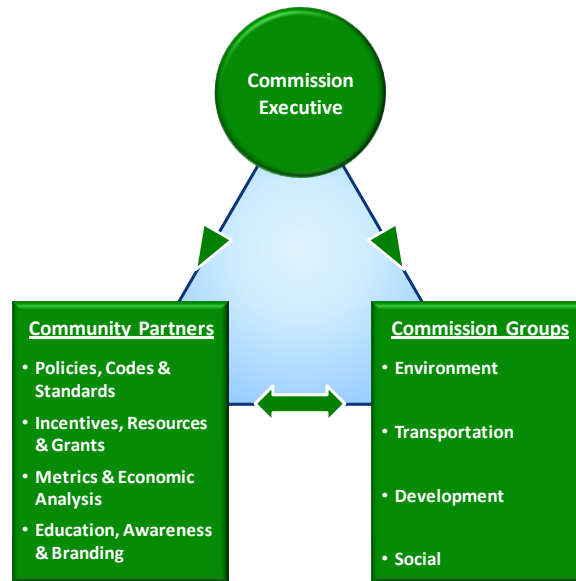 Commission
Executive
Community Partners
• Policies, Codes &
Standards
• Incentives, Resources
& Grants
• Metrics & Economic
Analysis
• Education, Awareness
& Branding
Commission Groups
• Environment
• Transportation
• Development
• Social